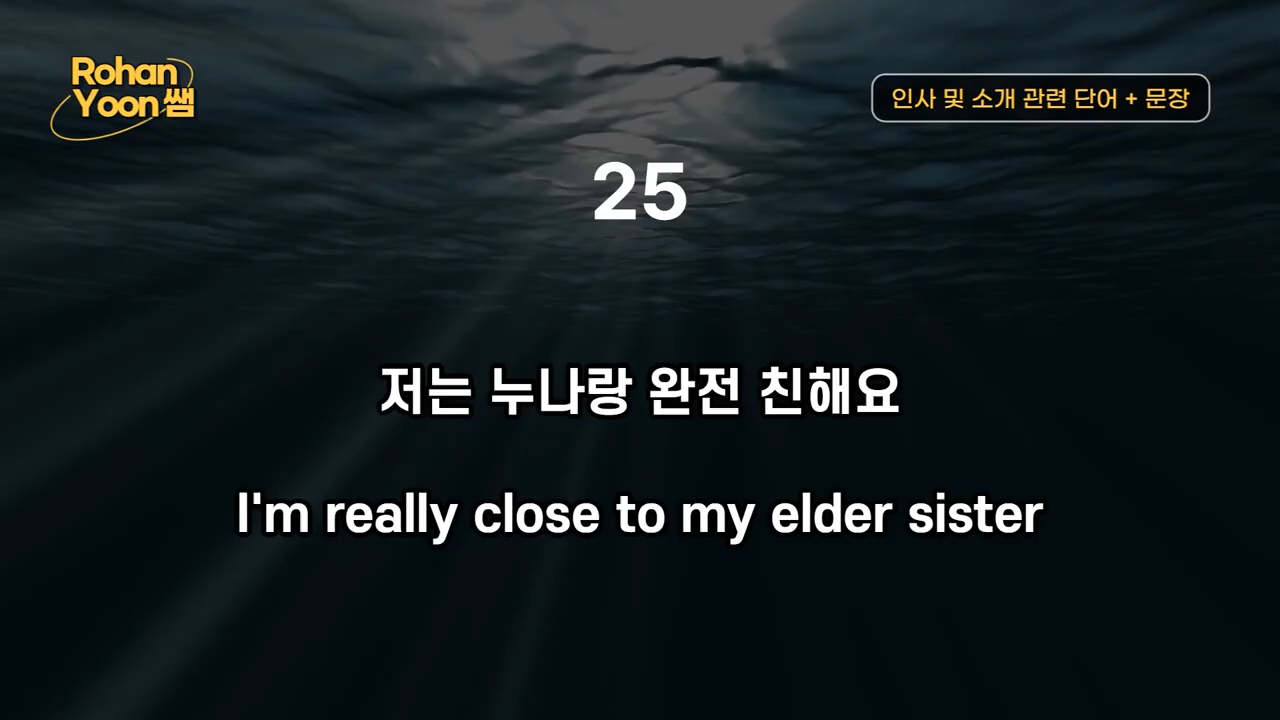 Rohan
Yoon쌤
인사 및 소개 관련 단어 + 문장
25
저는 누나랑 완전 친해요
I'm really close to my elder sister